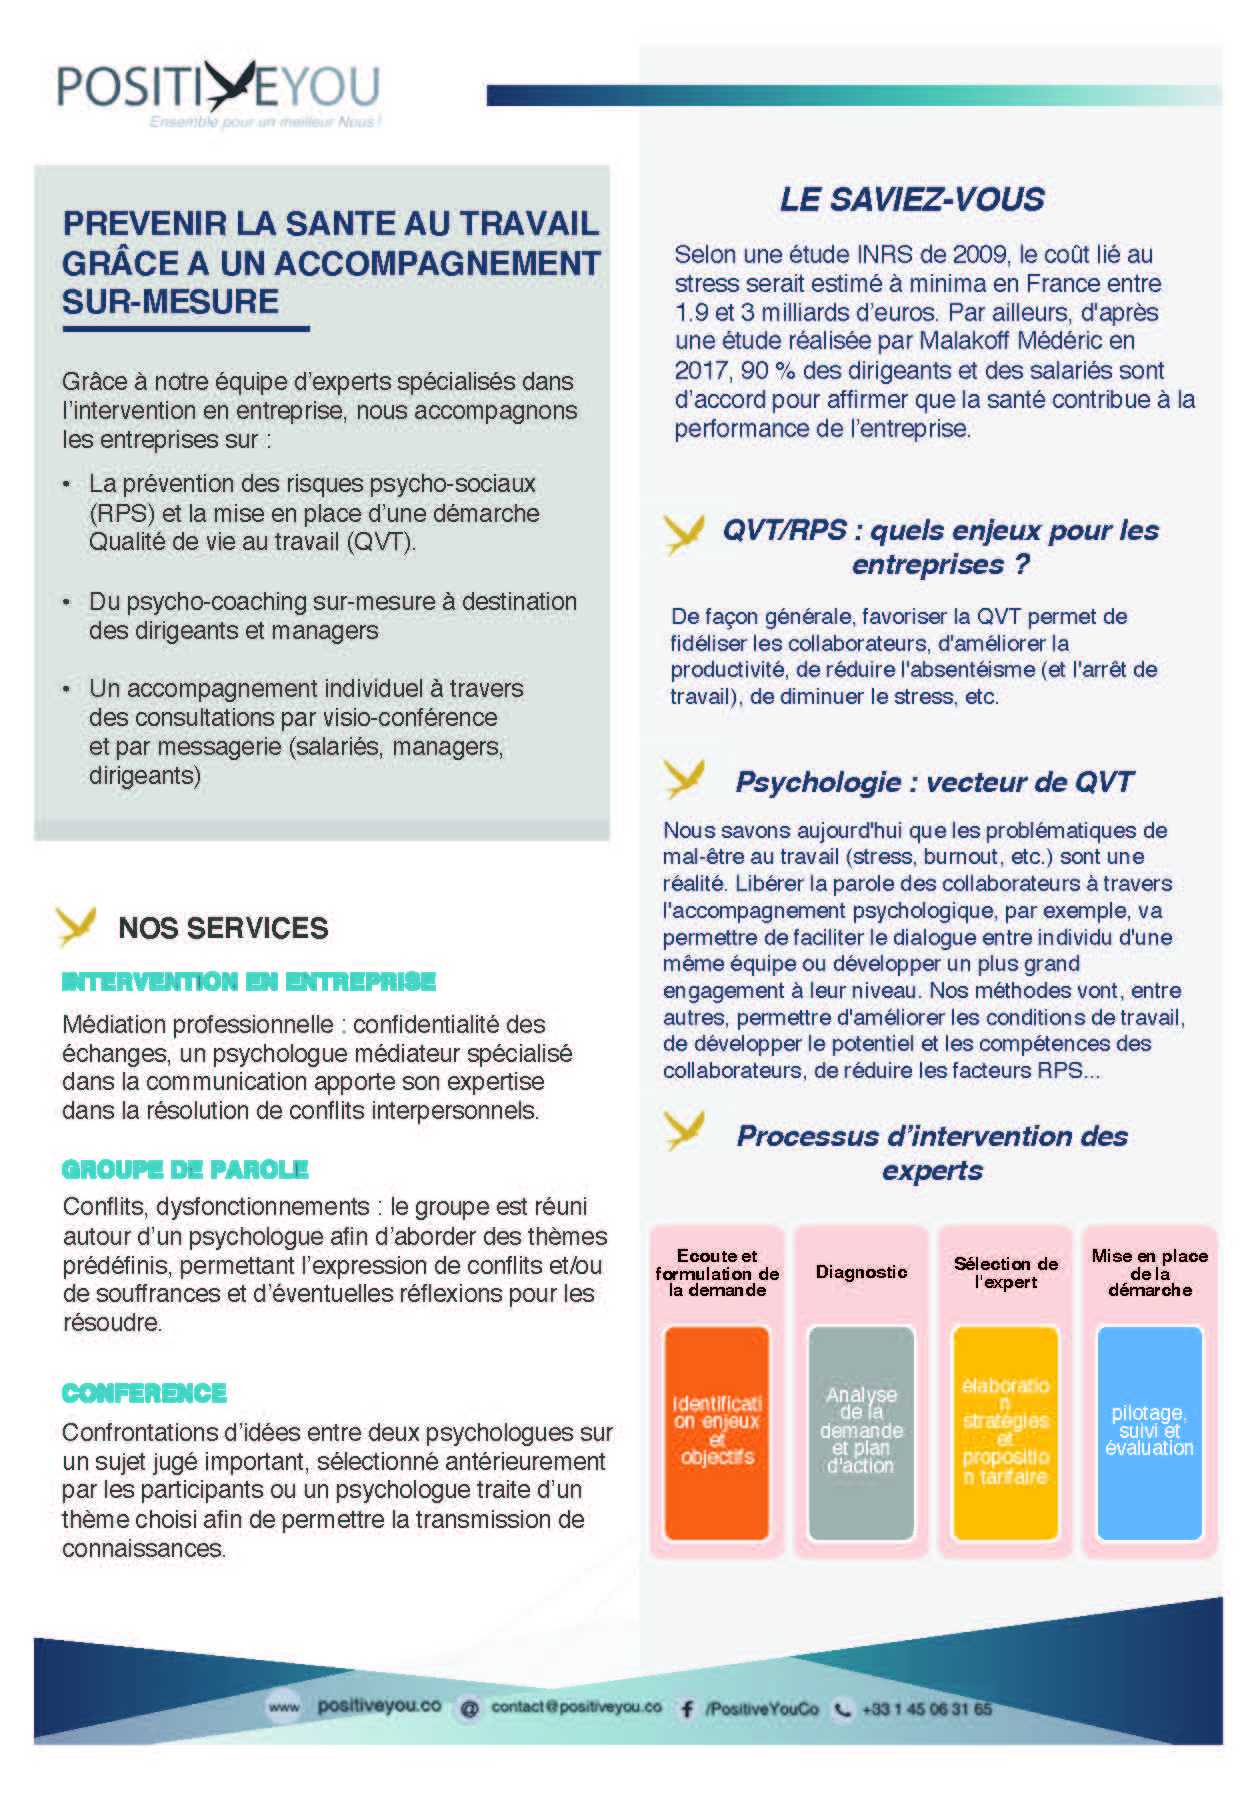 POSITIVEYOU
Ensemble pour un meilleur Nous !
PREVENIR LA SANTE AU TRAVAIL
GRÂCE A UN ACCOMPAGNEMENT
SUR-MESURE
Grâce à notre équipe d’experts spécialisés dans
l’intervention en entreprise, nous accompagnons
les entreprises sur :
• La prévention des risques psycho-sociaux
(RPS) et la mise en place d’une démarche
Qualité de vie au travail (QVT).
• Du psycho-coaching sur-mesure à destination
des dirigeants et managers
• Un accompagnement individuel à travers
des consultations par visio-conférence
et par messagerie (salariés, managers,
dirigeants)
NOS SERVICES
INTERVENTION EN ENTREPRISE
Médiation professionnelle : confidentialité des
échanges, un psychologue médiateur spécialisé
dans la communication apporte son expertise
dans la résolution de conflits interpersonnels.
GROUPE DE PAROLE
Conflits, dysfonctionnements : le groupe est réuni
autour d’un psychologue afin d’aborder des thèmes
prédéfinis, permettant l’expression de conflits et/ou
de souffrances et d’éventuelles réflexions pour les
résoudre.
CONFERENCE
Confrontations d’idées entre deux psychologues sur
un sujet jugé important, sélectionné antérieurement
par les participants ou un psychologue traite d’un
thème choisi afin de permettre la transmission de
connaissances.
LE SAVIEZ-VOUS
Selon une étude INRS de 2009, le coût lié au
stress serait estimé à minima en France entre
1.9 et 3 milliards d’euros. Par ailleurs, d'après
une étude réalisée par Malakoff Médéric en
2017, 90 % des dirigeants et des salariés sont
d’accord pour affirmer que la santé contribue à la
performance de l’entreprise.
QVT/RPS : quels enjeux pour les
entreprises ?
De façon générale, favoriser la QVT permet de
fidéliser les collaborateurs, d'améliorer la
productivité, de réduire l'absentéisme (et l'arrêt de
travail), de diminuer le stress, etc.
Psychologie : vecteur de QVT
Nous savons aujourd'hui que les problématiques de
mal-être au travail (stress, burnout, etc.) sont une
réalité. Libérer la parole des collaborateurs à travers
l'accompagnement psychologique, par exemple, va
permettre de faciliter le dialogue entre individu d'une
même équipe ou développer un plus grand
engagement à leur niveau. Nos méthodes vont, entre
autres, permettre d'améliorer les conditions de travail,
de développer le potentiel et les compétences des
collaborateurs, de réduire les facteurs RPS...
Processus d’intervention des
experts
Ecoute et
formulation de
la demande
Identificati
on enjeux
et
objectifs
Diagnostic
Analyse
de la
demande
et plan
d'action
Sélection de
l'expert
élaboratio
n
stratégies
et
propositio
n tarifaire
Mise en place
de la
démarche
pilotage,
suivi et
évaluation
www positiveyou.co @ contact@positiveyou.co f /PositiveYouCo +33 1 45 06 31 65